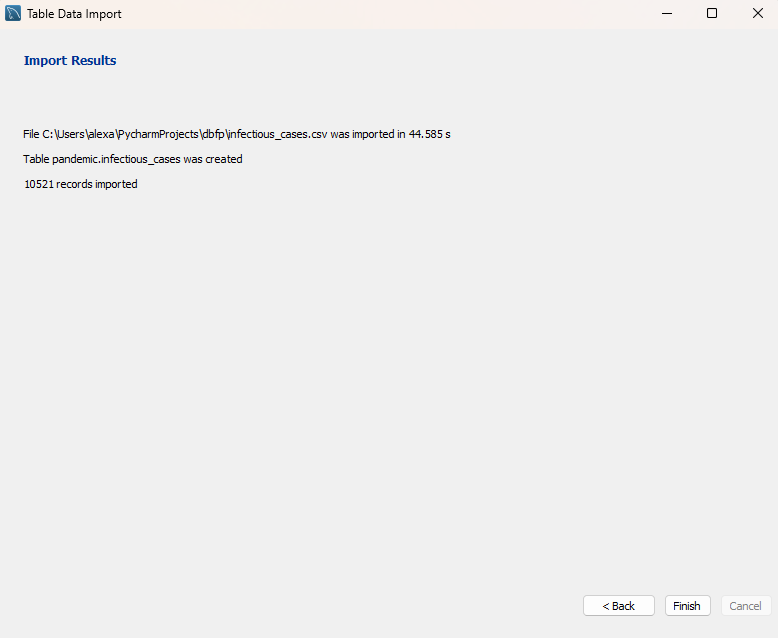 Table Data Import
Import Results
File C:\Users\alexa\PycharmProjects\dbfp\infectious_cases.csv was imported in 44.585 s
Table pandemic.infectious_cases was created
10521 records imported
< Back
Finish
Cancel